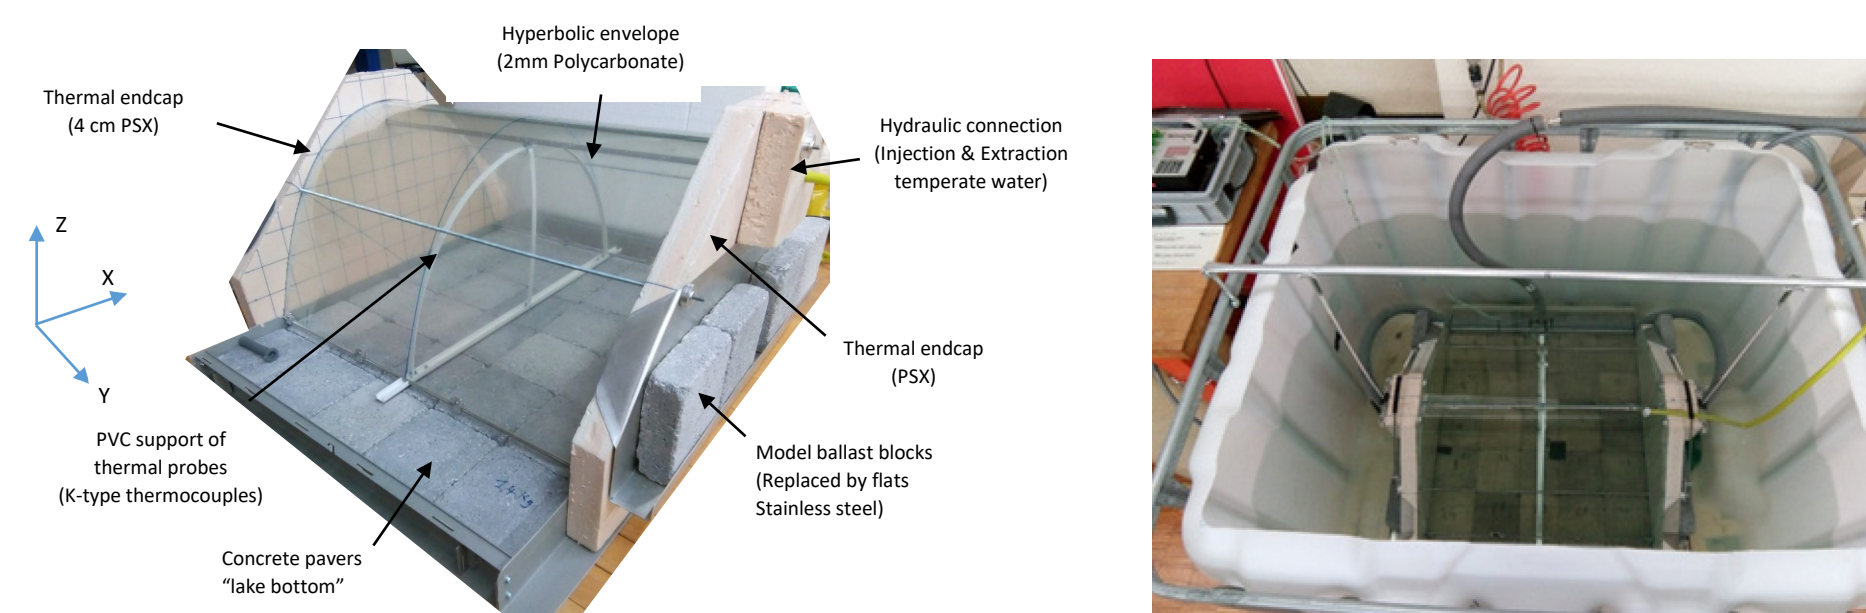 Hyperbolic envelope
(2mm Polycarbonate)
Thermal endcap
(4 cm PSX)
Hydraulic connection
(Injection & Extraction
temperate water)
Z
X
Y
Thermal endcap
(PSX)
PVC support of
thermal probes
(K-type thermocouples)
Model ballast blocks
(Replaced by flats
Stainless steel)
Concrete pavers
“lake bottom”